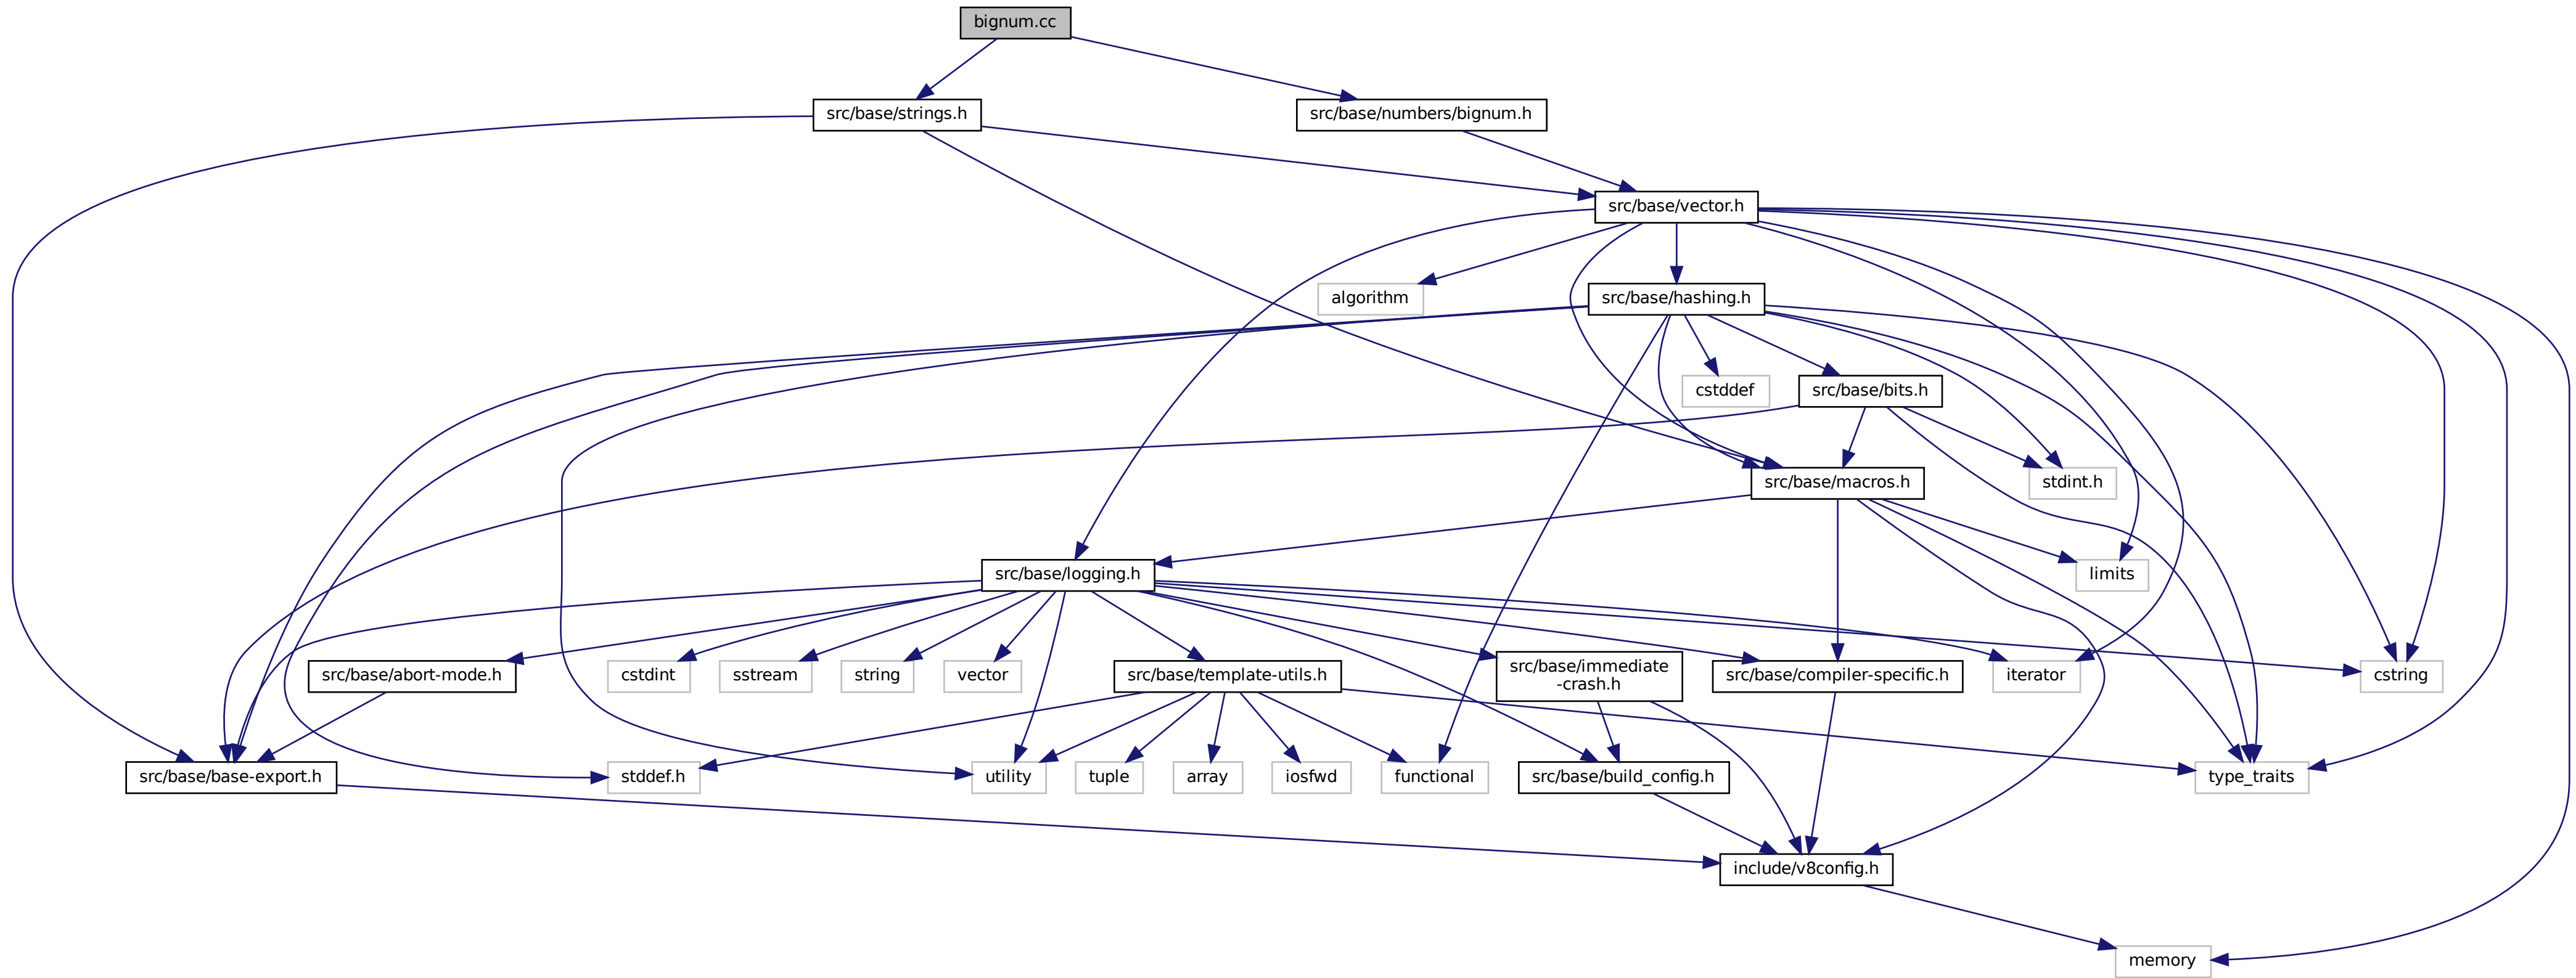 bignum.cc
src/base/strings.h
src/base/numbers/bignum.h
src/base/vector.h
algorithm
src/base/hashing.h
cstddef
src/base/bits.h
src/base/macros.h
stdint.h
src/base/logging.h
limits
src/base/abort-mode.h
cstdint
sstream
string
vector
src/base/template-utils.h
src/base/immediate
-crash.h
src/base/compiler-specific.h
iterator
cstring
src/base/base-export.h
stddef.h
utility
tuple
array
iosfwd
functional
src/base/build_config.h
type_traits
include/v8config.h
memory